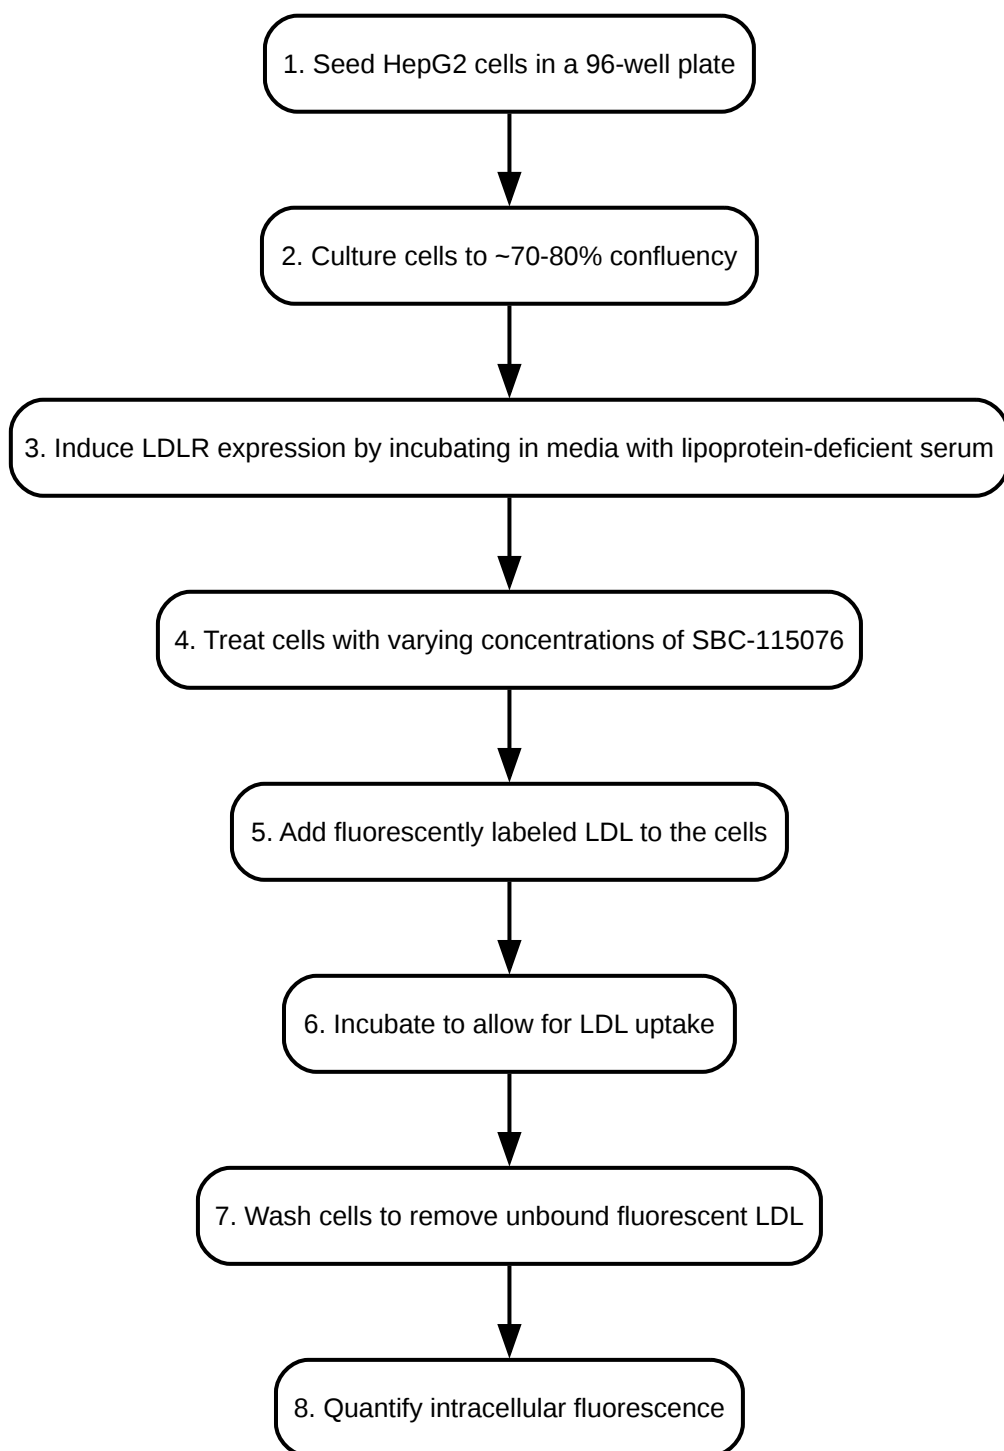 1. Seed HepG2 cells in a 96-well plate
2. Culture cells to ~70-80% confluency
3. Induce LDLR expression by incubating in media with lipoprotein-deficient serum
4. Treat cells with varying concentrations of SBC-115076
5. Add fluorescently labeled LDL to the cells
6. Incubate to allow for LDL uptake
7. Wash cells to remove unbound fluorescent LDL
8. Quantify intracellular fluorescence